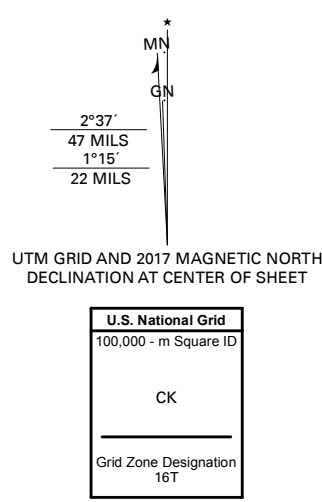 MN
GN
2°37´
47 MILS
1°15´
22 MILS
UTM GRID AND 2017 MAGNETIC NORTH
DECLINATION AT CENTER OF SHEET
U.S. National Grid
100,000 - m Square ID
CK
Grid Zone Designation
16T